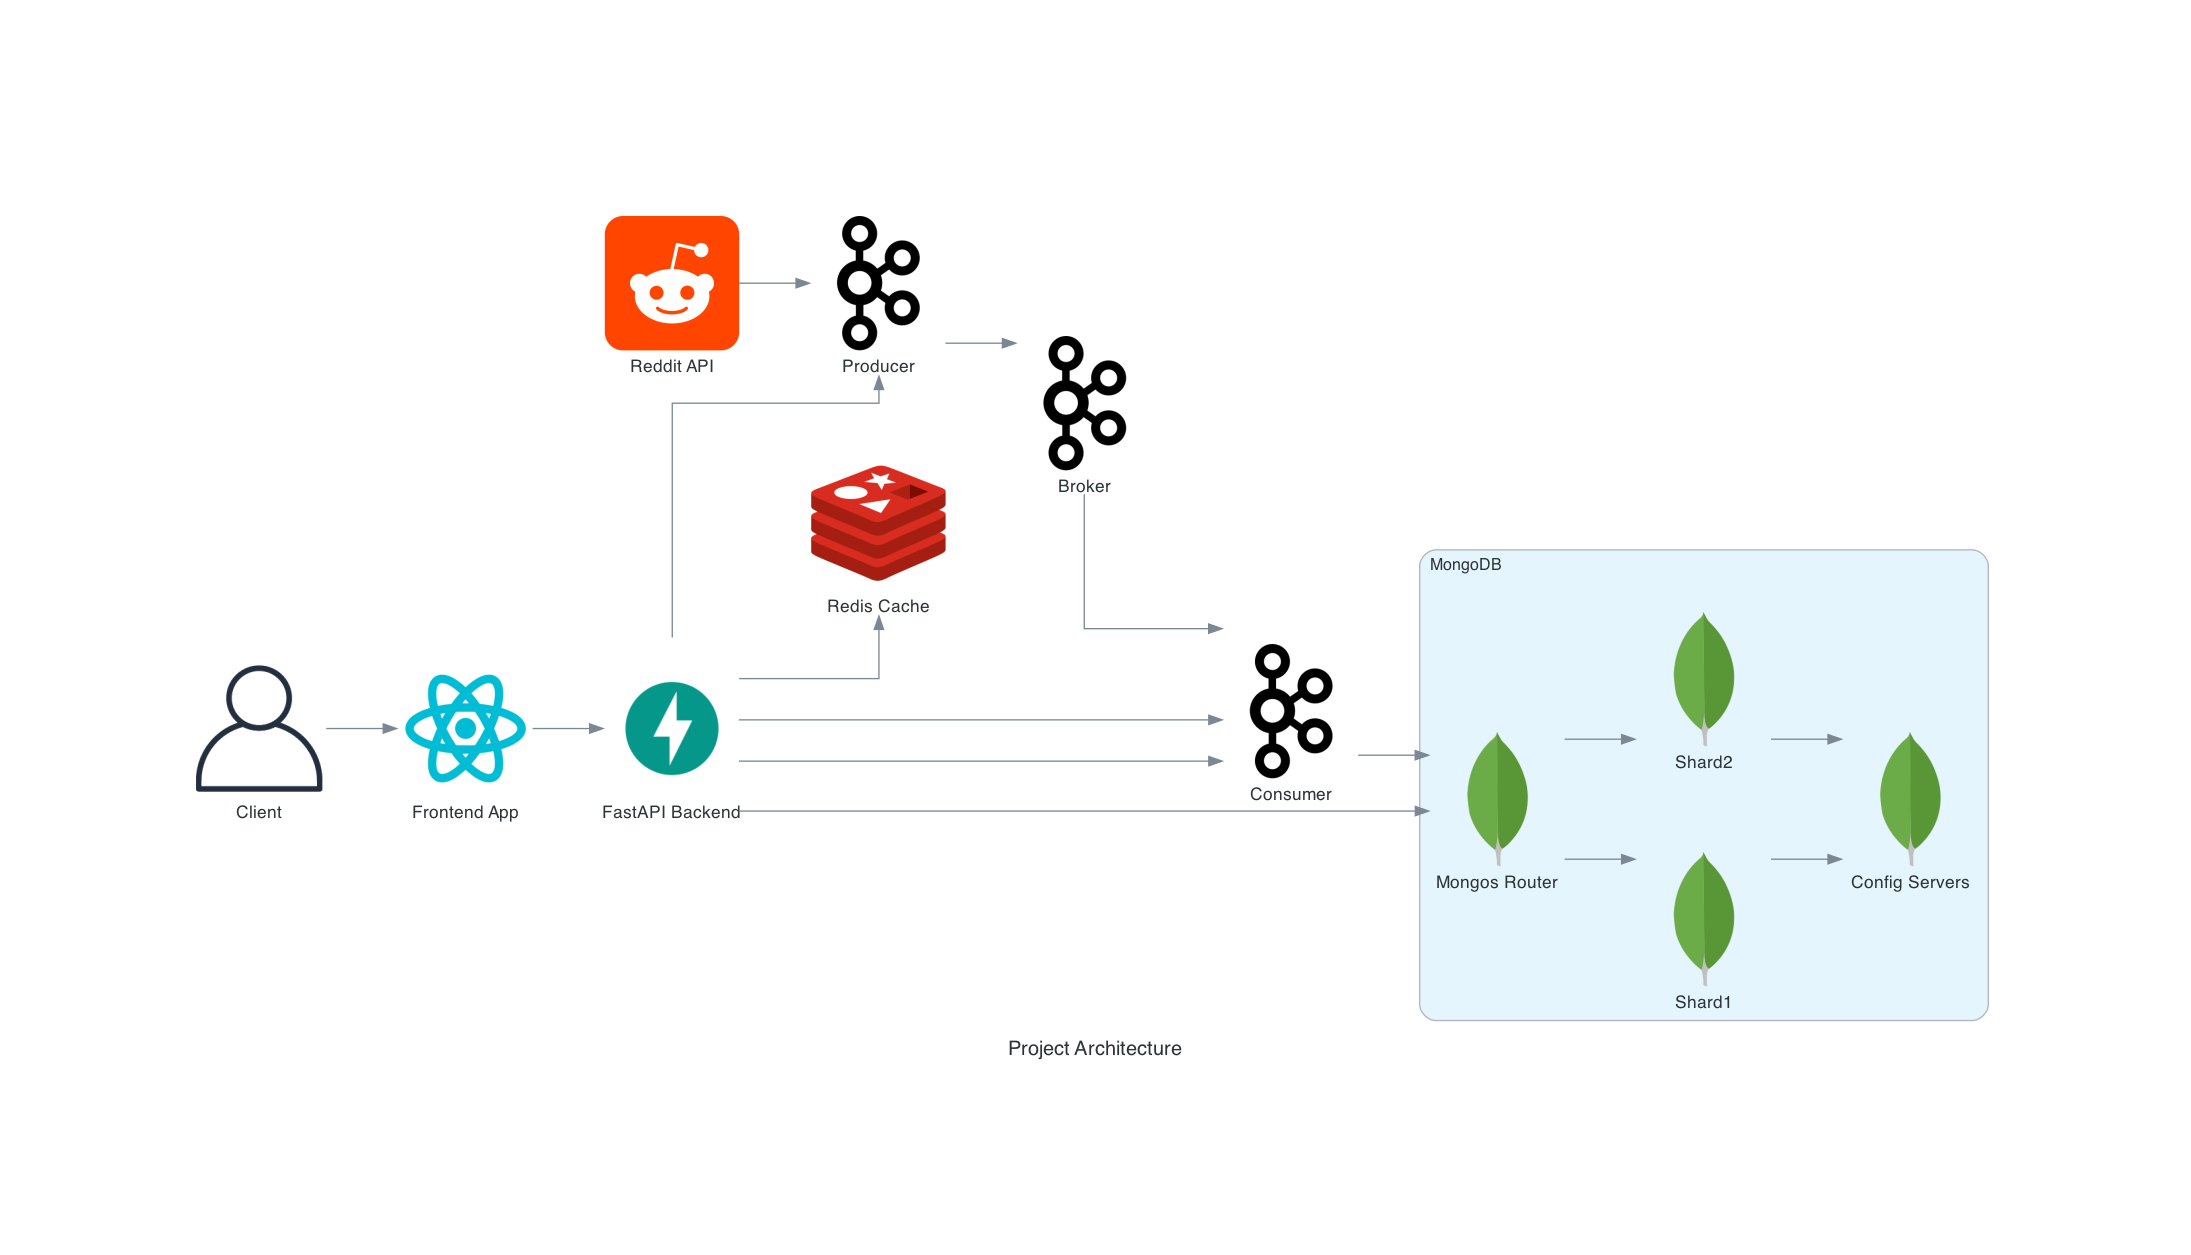 Reddit API
Producer
Broker
Redis Cache
MongoDB
Client
Frontend App
FastAPI Backend
Consumer
Mongos Router
Shard2
Shard1
Config Servers
Project Architecture